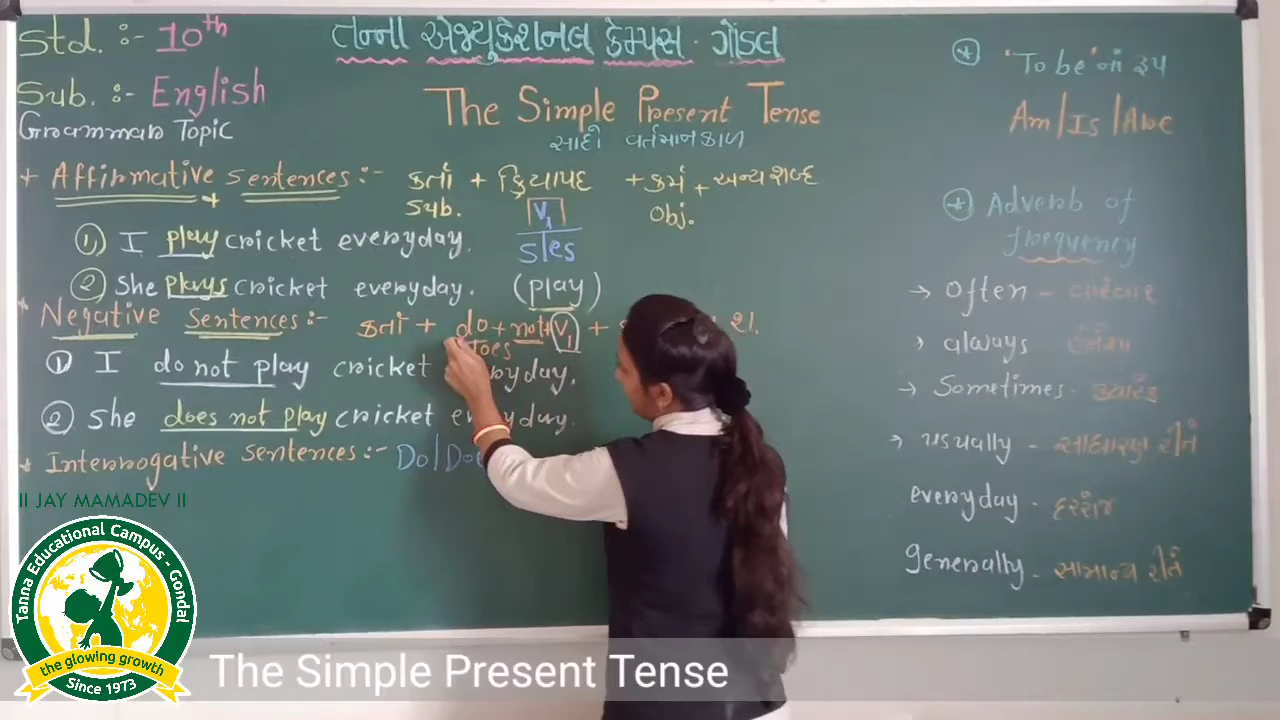 Std. :- 10th
તન્ના એજ્યુકેશનલ કેમ્પસ - ગોંડલ
Sub. :- English
The Simple Present Tense
Grammar Topic
સાદો વર્તમાનકાળ
+ Affirmative sentences :- કર્તા + ક્રિયાપદ + કર્મ + અન્ય શબ્દ
Sub. V1 Obj.
s/es
① I play cricket everyday.
② She plays cricket everyday. (play)
* Negative Sentences :- કર્તા + do + not + V1 + શ.
① I do not play cricket
② She does not play cricket everyday.
* Interrogative sentences :- Do/
* 'To be' નાં રૂપ
Am/Is/Are
* Adverb of
frequency
→ Often - વારંવાર
→ always હંમેશા
→ Sometimes - ક્યારેક
→ usually - સાધારણ રીતે
everyday - દરરોજ
Generally - સામાન્ય રીતે
II JAY MAMADEV II
Tanna Educational Campus - Gondal
the glowing growth
Since 1973
The Simple Present Tense